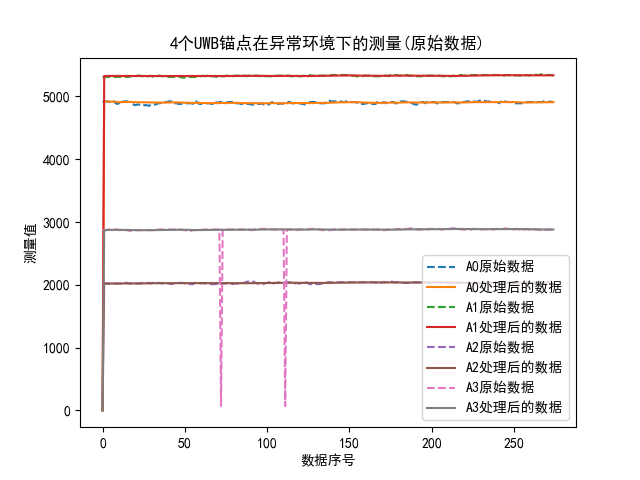 4个UWB锚点在异常环境下的测量(原始数据)
测量值
5000
4000
3000
2000
1000
0
0
50
100
150
200
250
数据序号
A0原始数据
A0处理后的数据
A1原始数据
A1处理后的数据
A2原始数据
A2处理后的数据
A3原始数据
A3处理后的数据